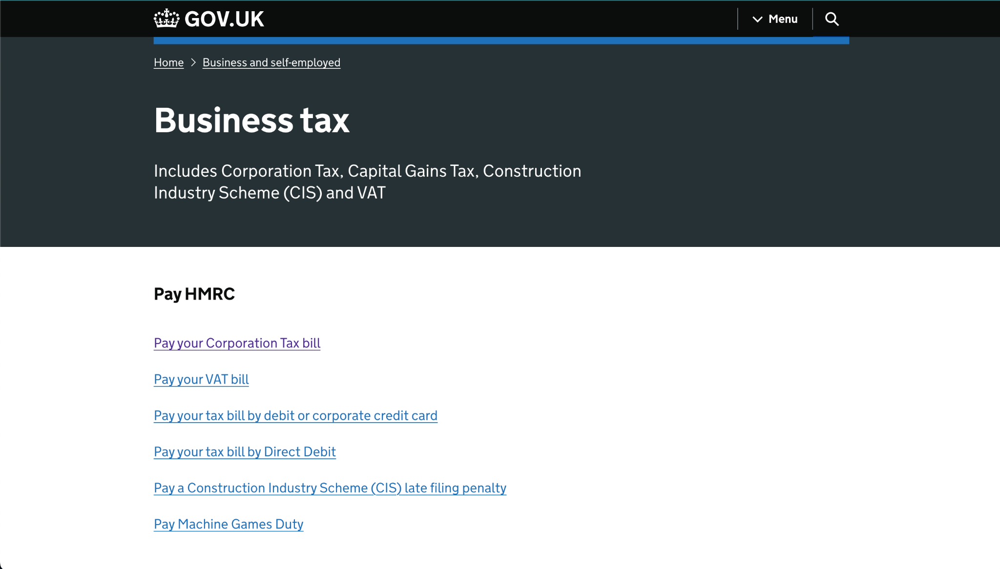 GOV.UK
Menu
Home
Business and self-employed
Business tax
Includes Corporation Tax, Capital Gains Tax, Construction
Industry Scheme (CIS) and VAT
Pay HMRC
Pay your Corporation Tax bill
Pay your VAT bill
Pay your tax bill by debit or corporate credit card
Pay your tax bill by Direct Debit
Pay a Construction Industry Scheme (CIS) late filing penalty
Pay Machine Games Duty